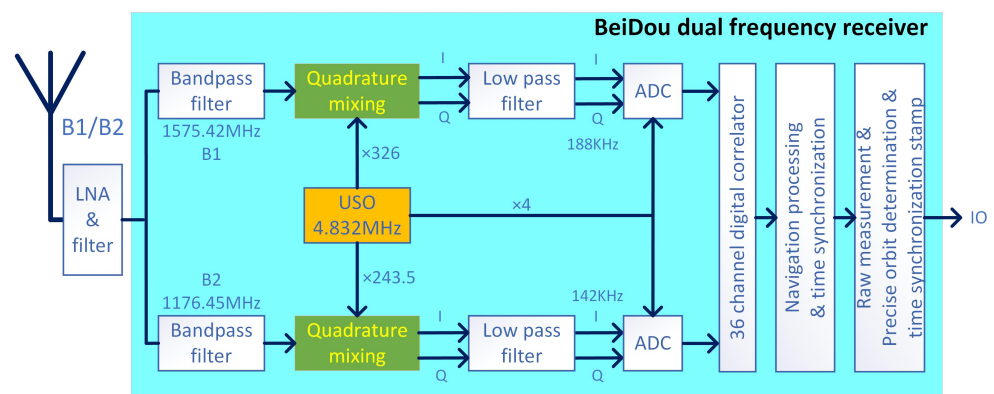 BeiDou dual frequency receiver
B1/B2
LNA
&
filter
Bandpass
filter
1575.42MHz
B1
Quadrature
mixing
I
Q
Low pass
filter
I
Q
188KHz
ADC
×326
USO
4.832MHz
×4
×243.5
B2
1176.45MHz
Bandpass
filter
Quadrature
mixing
I
Q
Low pass
filter
142KHz
I
Q
ADC
36 channel digital correlator
Navigation processing
& time synchronization
Raw measurement &
Precise orbit determination &
time synchronization stamp
IO